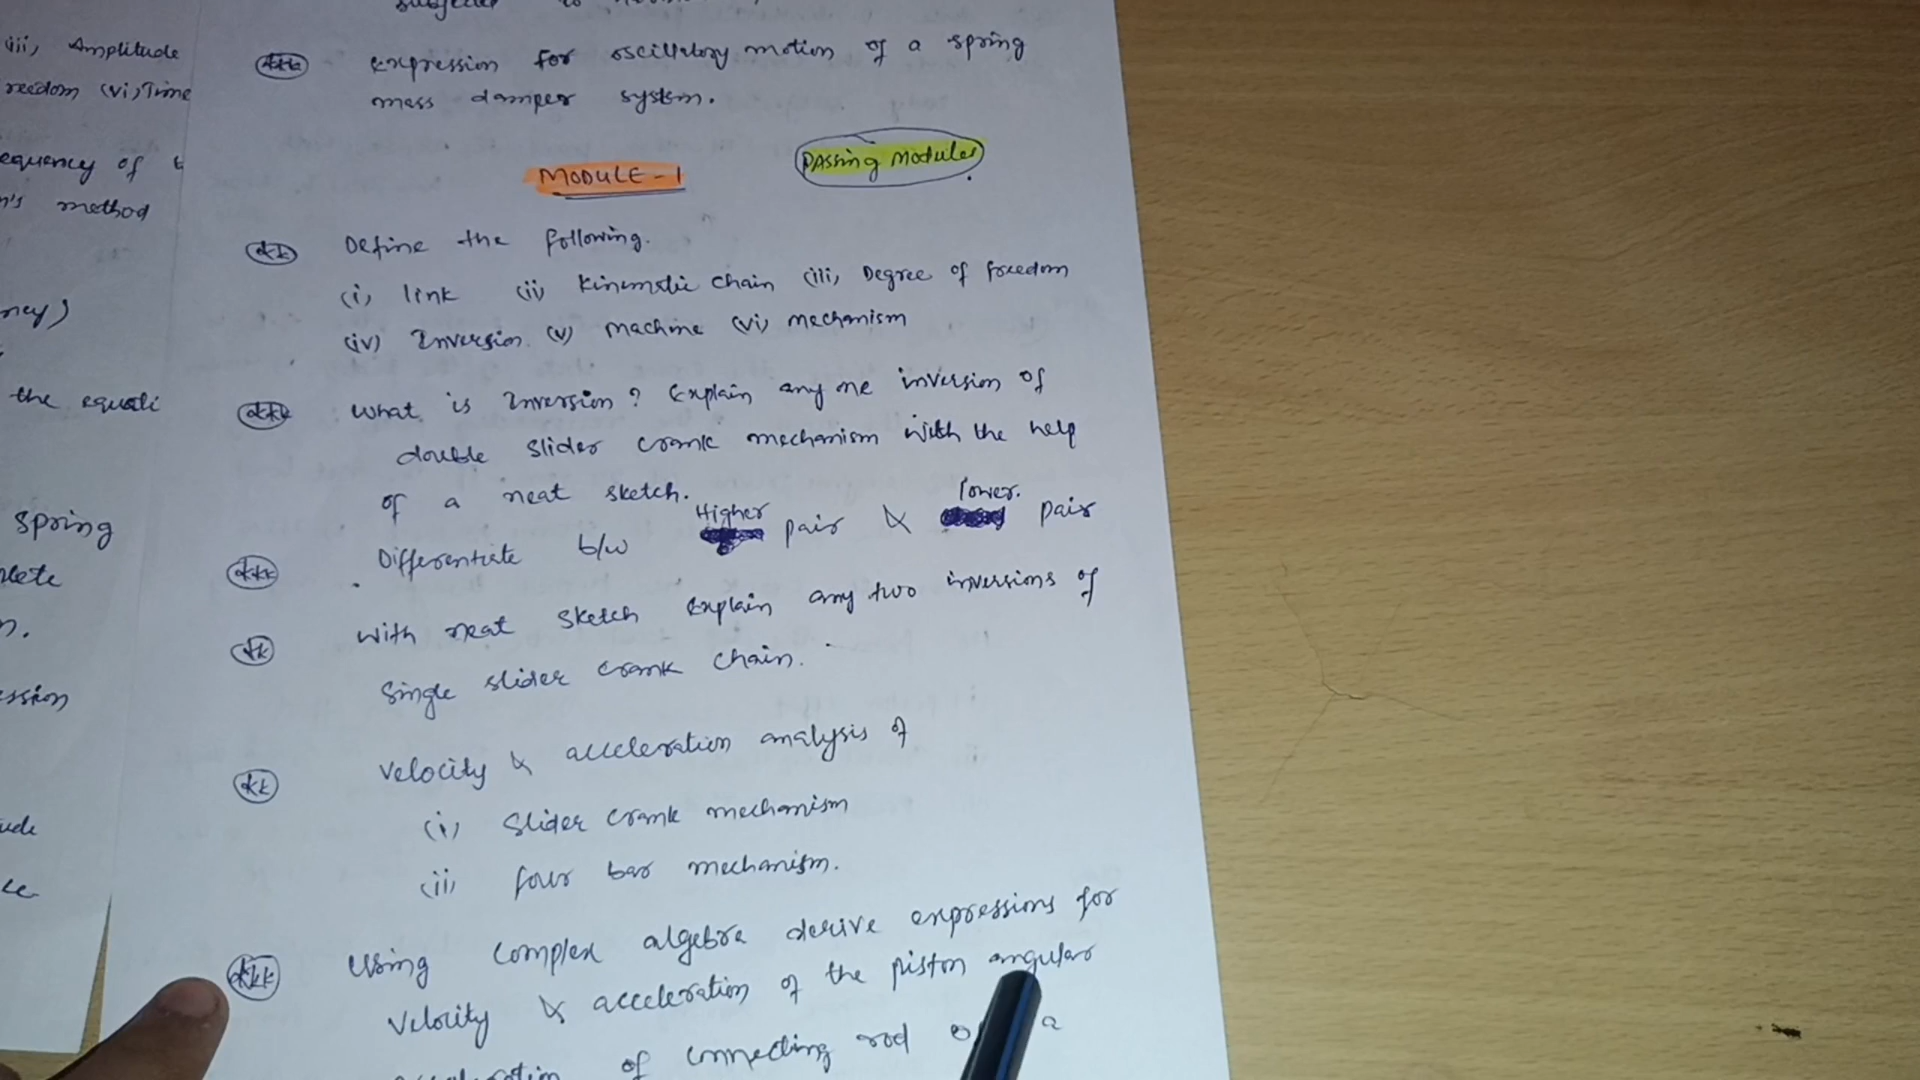 iii, Amplitude
reedom (vi) Time
equency of t
n's method
ney)
the equati
spring
n.
ession
expression for oscillatory motion of a spring
mass damper system.
Passing Modules
MODULE - 1
Define the following.
(i) link (ii) kinematic chain (iii) Degree of freedom
(iv) Inversion. (v) Machine (vi) mechanism
What is Inversion? explain any one inversion of
double slider crank mechanism with the help
of a neat sketch.
Differentiate b/w Higher pair & lower. pair
With neat sketch explain any two inversions of
Single slider crank chain.
Velocity & acceleration analysis of
(i) Slider crank mechanism
(ii) four bar mechanism.
Using complex algebra derive expressions for
velocity & acceleration of the piston angular
of connecting rod a